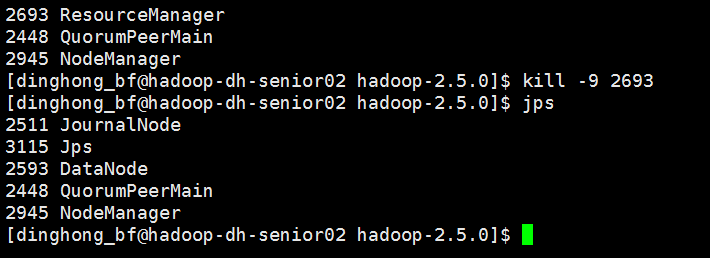 2693 ResourceManager
2448 QuorumPeerMain
2945 NodeManager
[dinghong_bf@hadoop-dh-senior02 hadoop-2.5.0]$ kill -9 2693
[dinghong_bf@hadoop-dh-senior02 hadoop-2.5.0]$ jps
2511 JournalNode
3115 Jps
2593 DataNode
2448 QuorumPeerMain
2945 NodeManager
[dinghong_bf@hadoop-dh-senior02 hadoop-2.5.0]$